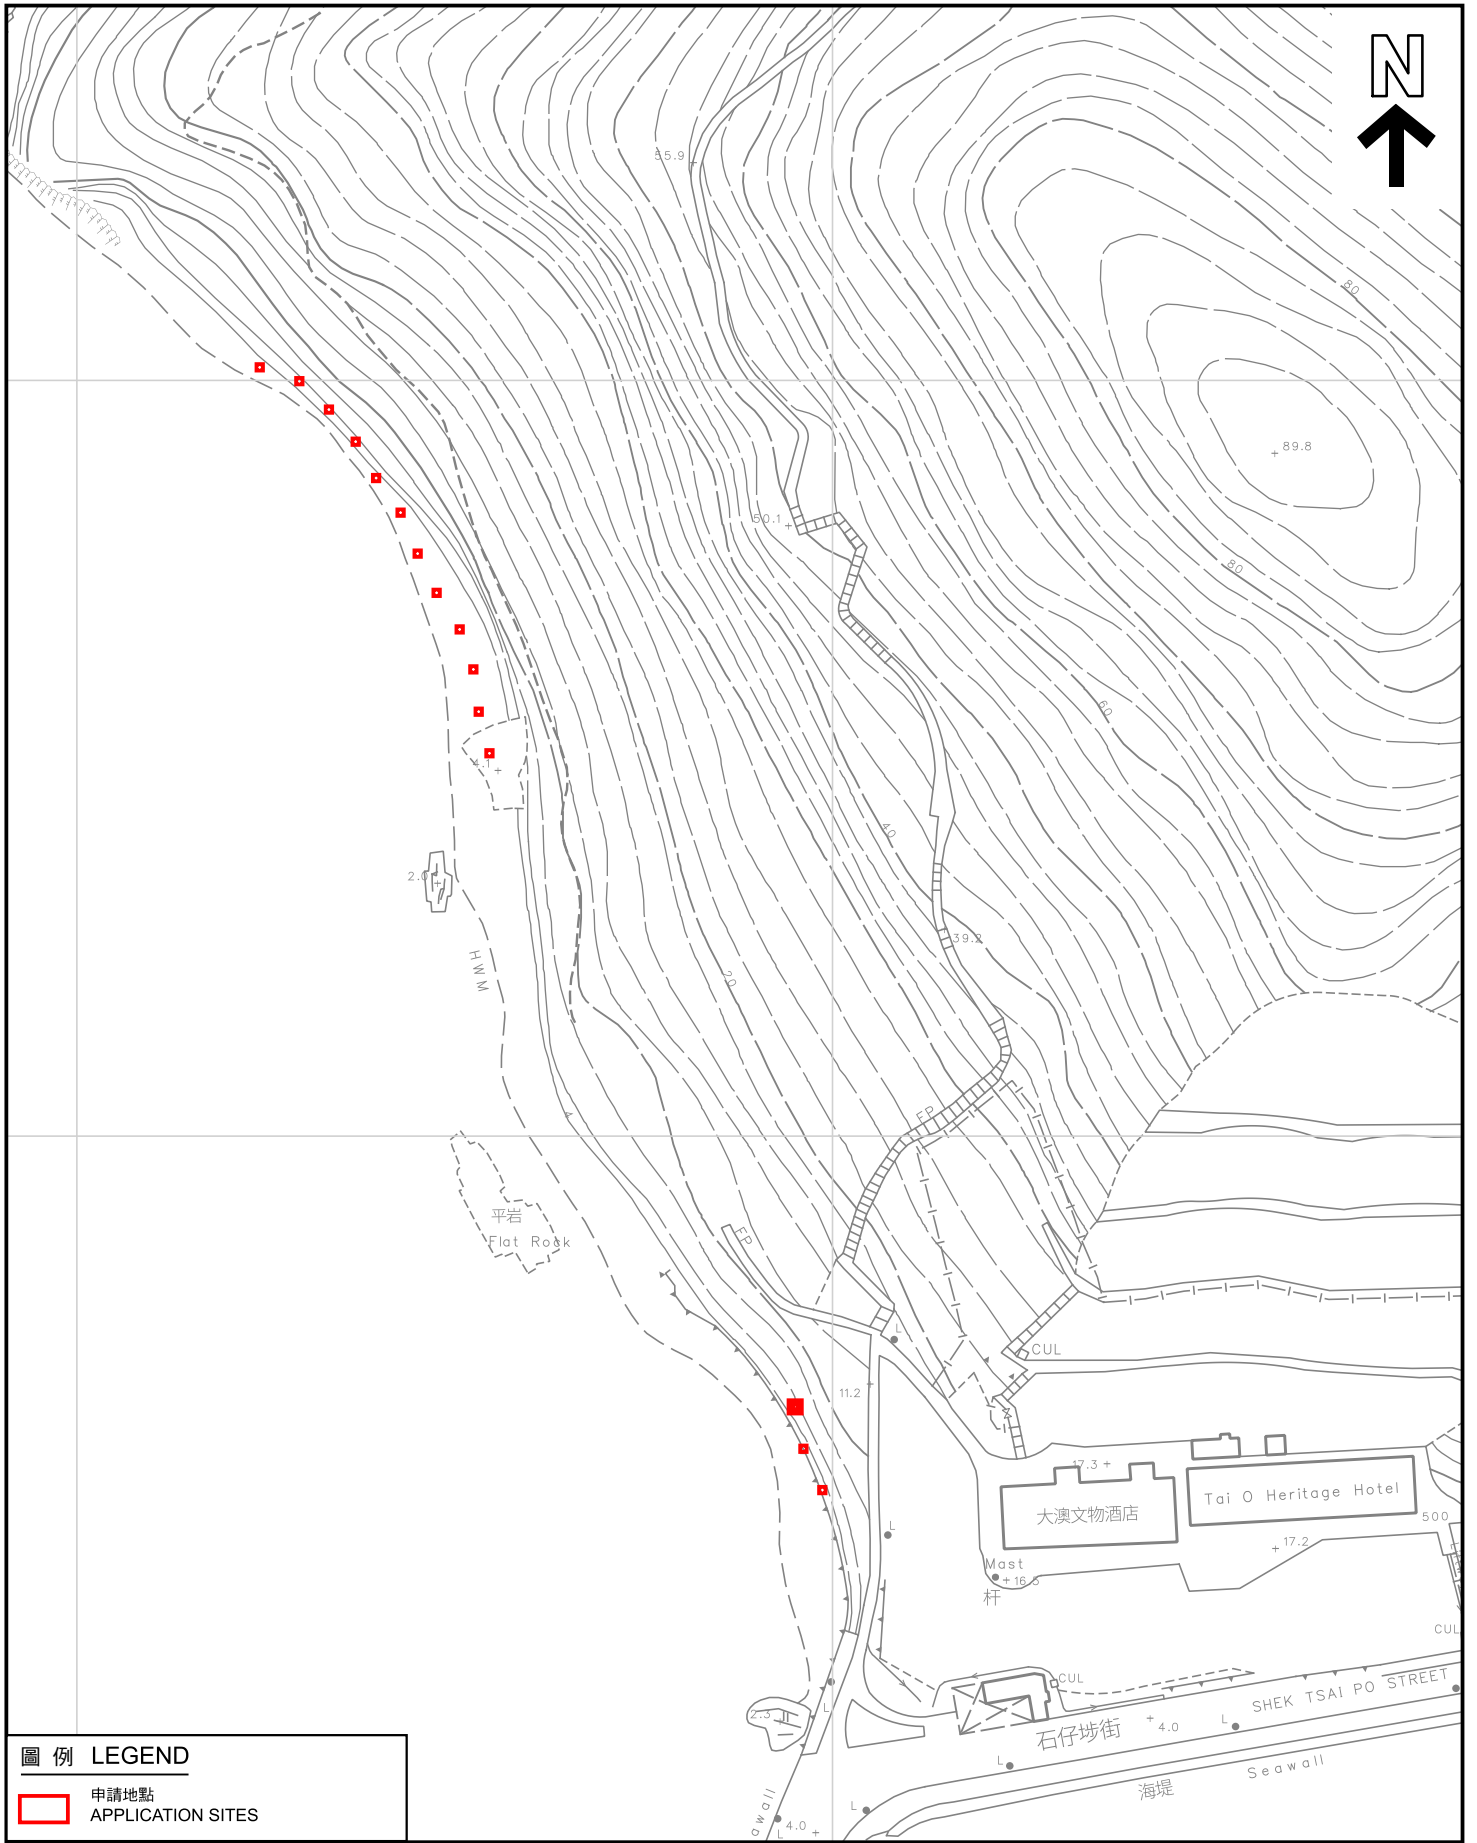 N
55.9
80
89.8
50.1
80
60
4.1
40
2.0
39.2
HWM
20
4
FP
平岩
Flat Rock
FP
L
CUL
11.2
17.3
大澳文物酒店
Tai O Heritage Hotel
500
L
17.2
Mast
16.5
杆
CUL
CUL
SHEK TSAI PO STREET
L
2.3
石仔埗街
4.0
L
L
Seawall
海堤
L
awall
4.0
L
圖例 LEGEND
申請地點
APPLICATION SITES